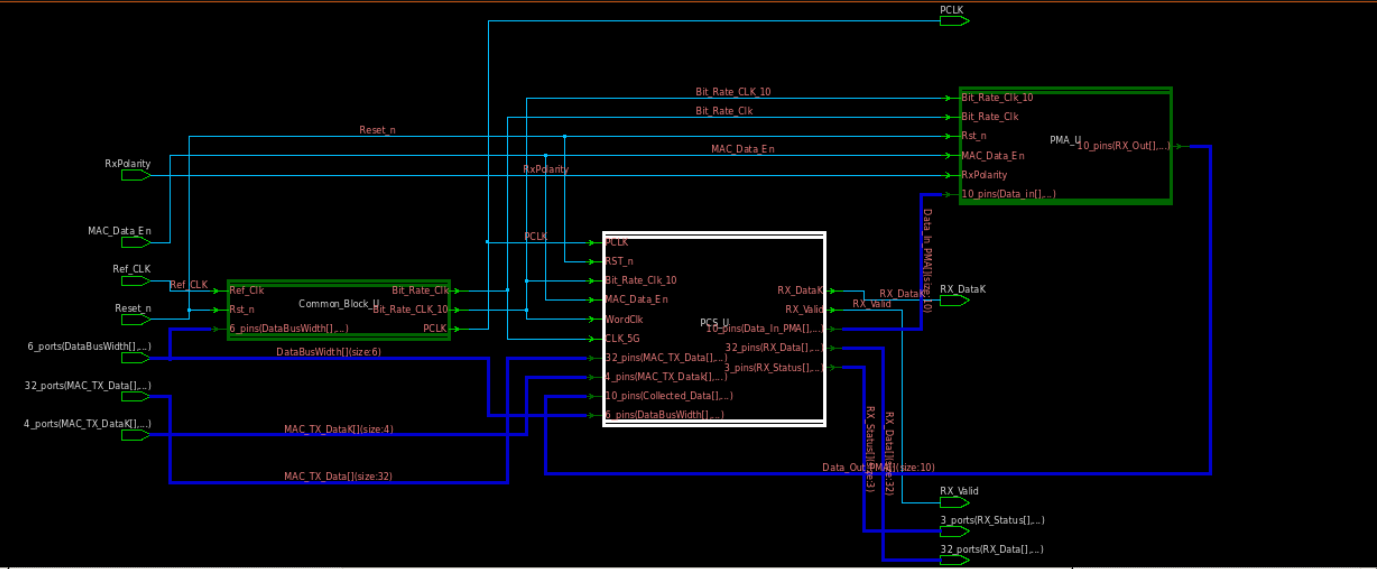 PCLK
Bit_Rate_CLK_10
Bit_Rate_Clk
Reset_n
MAC_Data_En
RxPolarity
RxPolarity
Bit_Rate_Clk_10
Bit_Rate_Clk
Rst_n
PMA_U
10_pins(RX_Out[],...)
MAC_Data_En
RxPolarity
10_pins(Data_in[],...)
MAC_Data_En
Ref_CLK
Reset_n
6_ports(DataBusWidth[],...)
32_ports(MAC_TX_Data[],...)
4_ports(MAC_TX_DataK[],...)
Ref_CLK
Ref_Clk
Rst_n
6_pins(DataBusWidth[],...)
Common_Block_U
Bit_Rate_Clk
Bit_Rate_CLK_10
PCLK
DataBusWidth[](size:6)
MAC_TX_DataK[](size:4)
MAC_TX_Data[](size:32)
PCLK
PCLK
RST_n
Bit_Rate_Clk_10
MAC_Data_En
WordClk
CLK_5G
32_pins(MAC_TX_Data[],...)
4_pins(MAC_TX_Datak[],...)
10_pins(Collected_Data[],...)
6_pins(DataBusWidth[],...)
PCS_U
RX_DataK
RX_Valid
10_pins(Data_In_PMA[],...)
32_pins(RX_Data[],...)
3_pins(RX_Status[],...)
RX_DataK
RX_Valid
Data_In_PMA[](size:10)
RX_DataK
RX_Status[](size:3)
RX_Data[](size:32)
Data_Out_PMA[](size:10)
RX_Valid
3_ports(RX_Status[],...)
32_ports(RX_Data[],...)